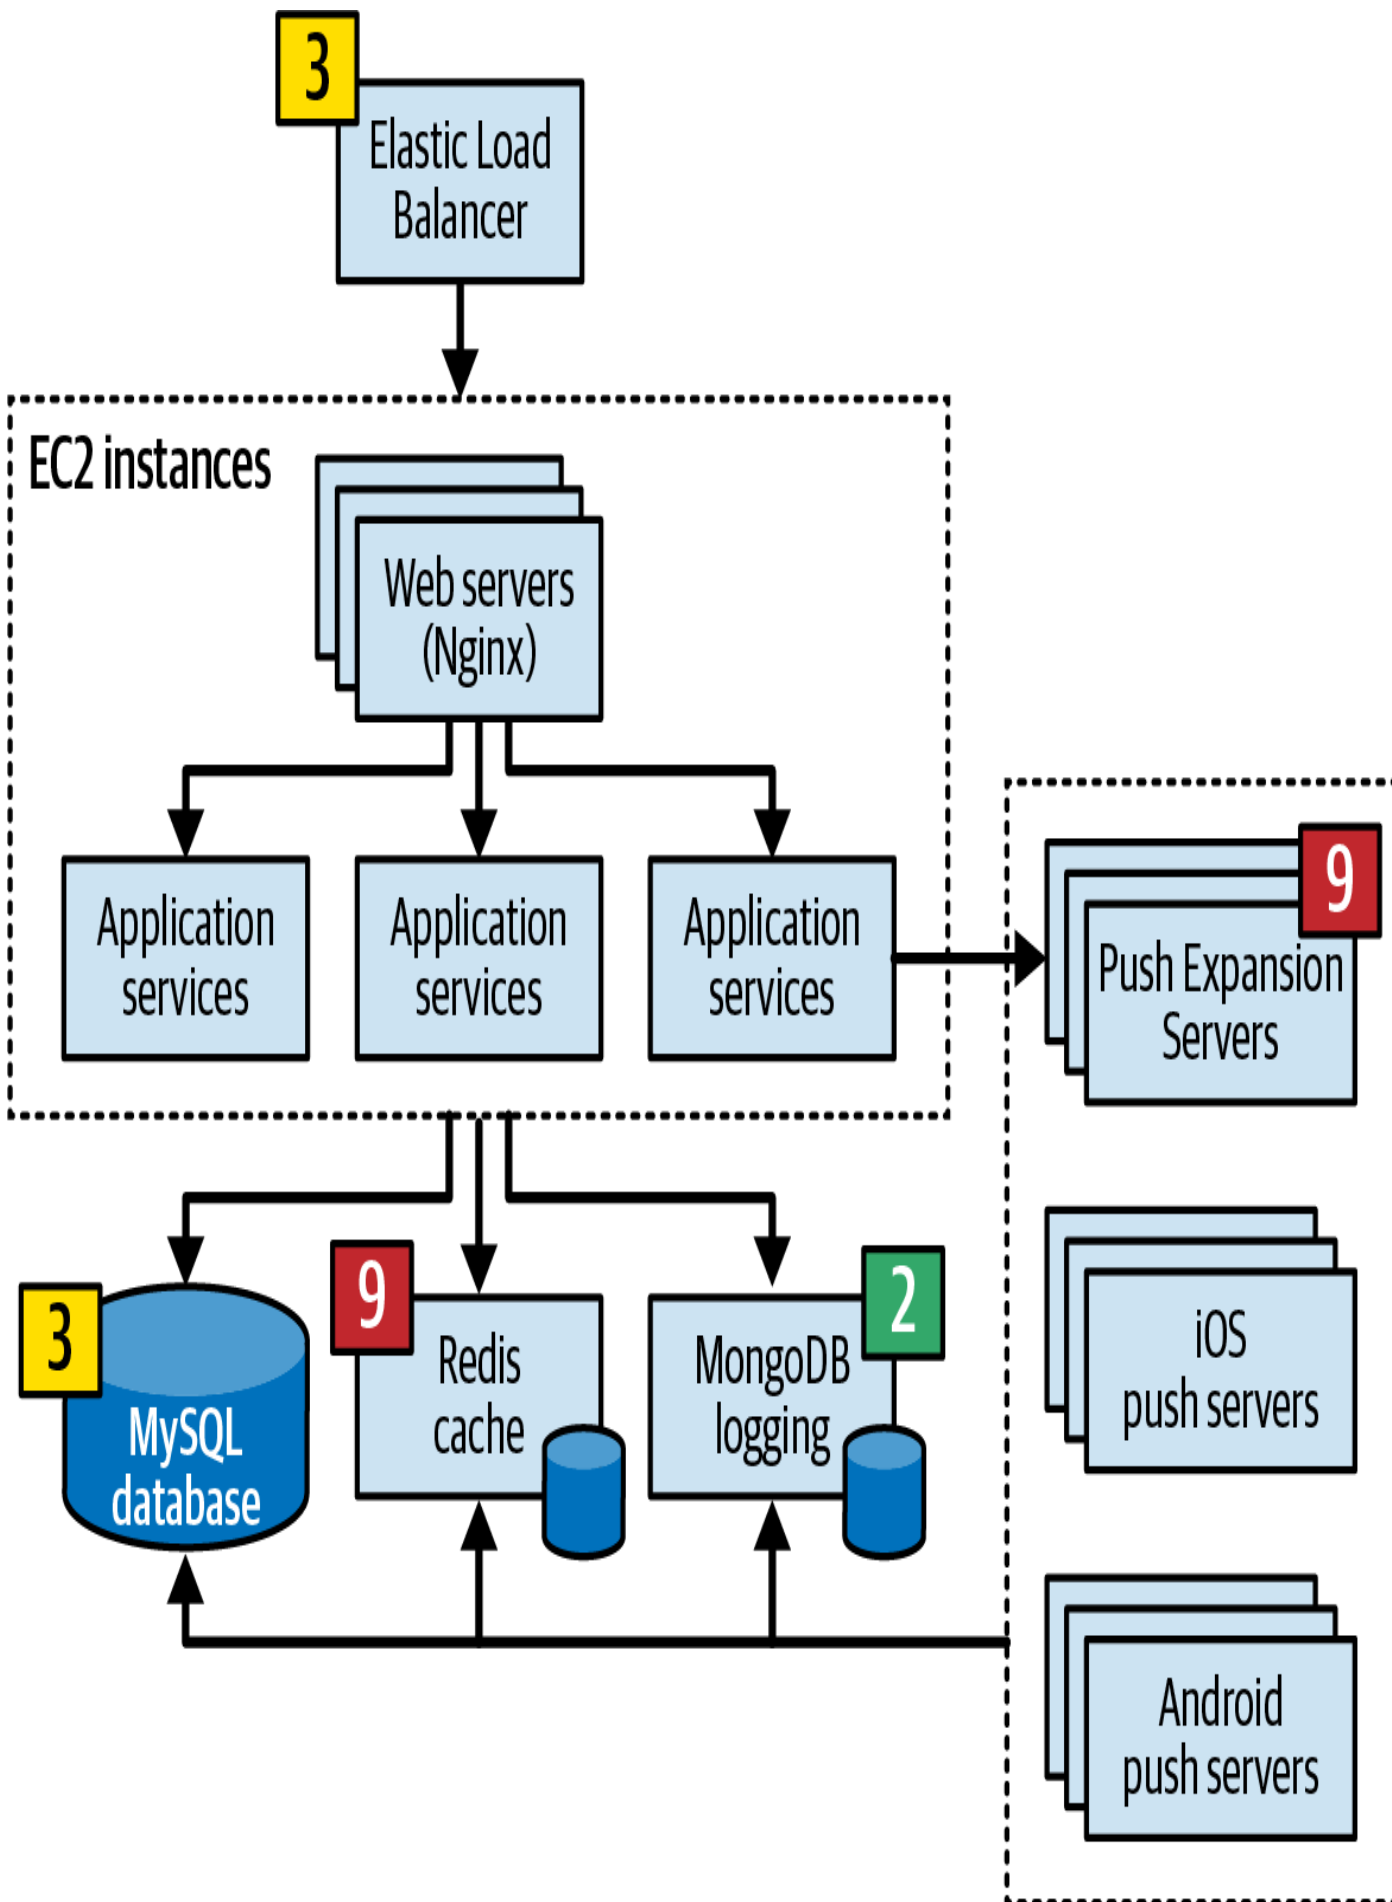 3
Elastic Load
Balancer
EC2 instances
Web servers
(Nginx)
Application
services
Application
services
Application
services
9
Push Expansion
Servers
3
MySQL
database
9
Redis
cache
2
MongoDB
logging
iOS
push servers
Android
push servers